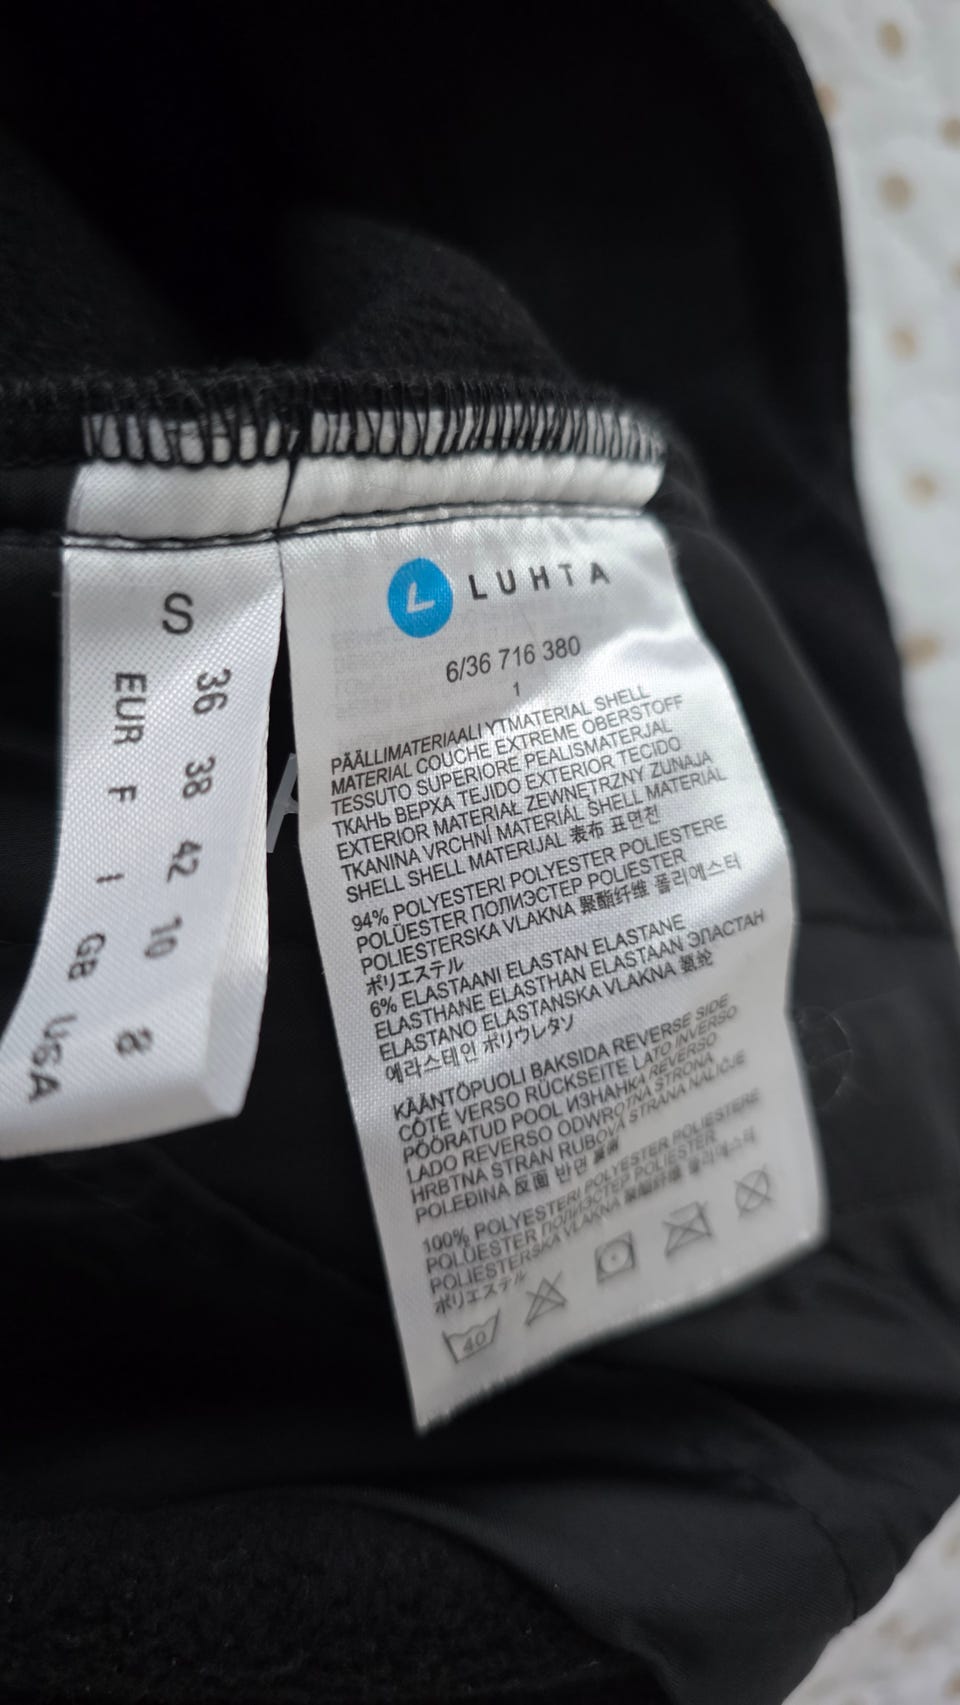 S
36 38 42 10 8
EUR F I GB USA
L LUHTA
6/36 716 380
1
PÄÄLLIMATERIAALI YTMATERIAL SHELL
MATERIAL COUCHE EXTREME OBERSTOFF
TESSUTO SUPERIORE PEALISMATERJAL
ТКАНЬ ВЕРХА TEJIDO EXTERIOR TECIDO
EXTERIOR MATERIAŁ ZEWNĘTRZNY ZUNAJA
TKANINA VRCHNÍ MATERIÁL SHELL MATERIAL
SHELL SHELL MATERIJAL 表布 표면천
94% POLYESTERI POLYESTER POLIESTERE
POLÜESTER ПОЛИЭСТЕР POLIESTER
POLIESTERSKA VLAKNA 聚酯纤维 폴리에스터
ポリエステル
6% ELASTAANI ELASTAN ELASTANE
ELASTHANE ELASTHAN ELASTAAN ЭЛАСТАН
ELASTANO ELASTANSKA VLAKNA 氨纶
에라스테인 ポリウレタン
KÄÄNTÖPUOLI BAKSIDA REVERSE SIDE
CÔTÉ VERSO RÜCKSEITE LATO INVERSO
PÖÖRATUD POOL ИЗНАНКА REVERSO
LADO REVERSO ODWROTNA STRONA
HRBTNA STRAN RUBOVÁ STRANA NALIČJE
POLEĐINA 反面 반면
100% POLYESTERI POLYESTER POLIESTERE
POLÜESTER ПОЛИЭСТЕР POLIESTER
POLIESTERSKA VLAKNA 聚酯纤维 폴리에스터
ポリエステル
40